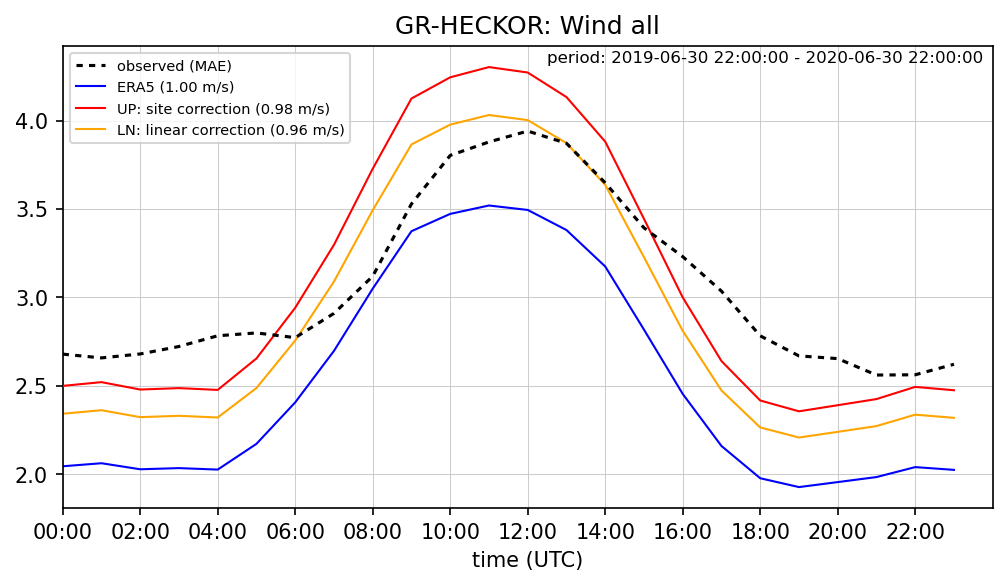 GR-HECKOR: Wind all
period: 2019-06-30 22:00:00 - 2020-06-30 22:00:00
observed (MAE)
ERA5 (1.00 m/s)
UP: site correction (0.98 m/s)
LN: linear correction (0.96 m/s)
4.0
3.5
3.0
2.5
2.0
00:00 02:00 04:00 06:00 08:00 10:00 12:00 14:00 16:00 18:00 20:00 22:00
time (UTC)